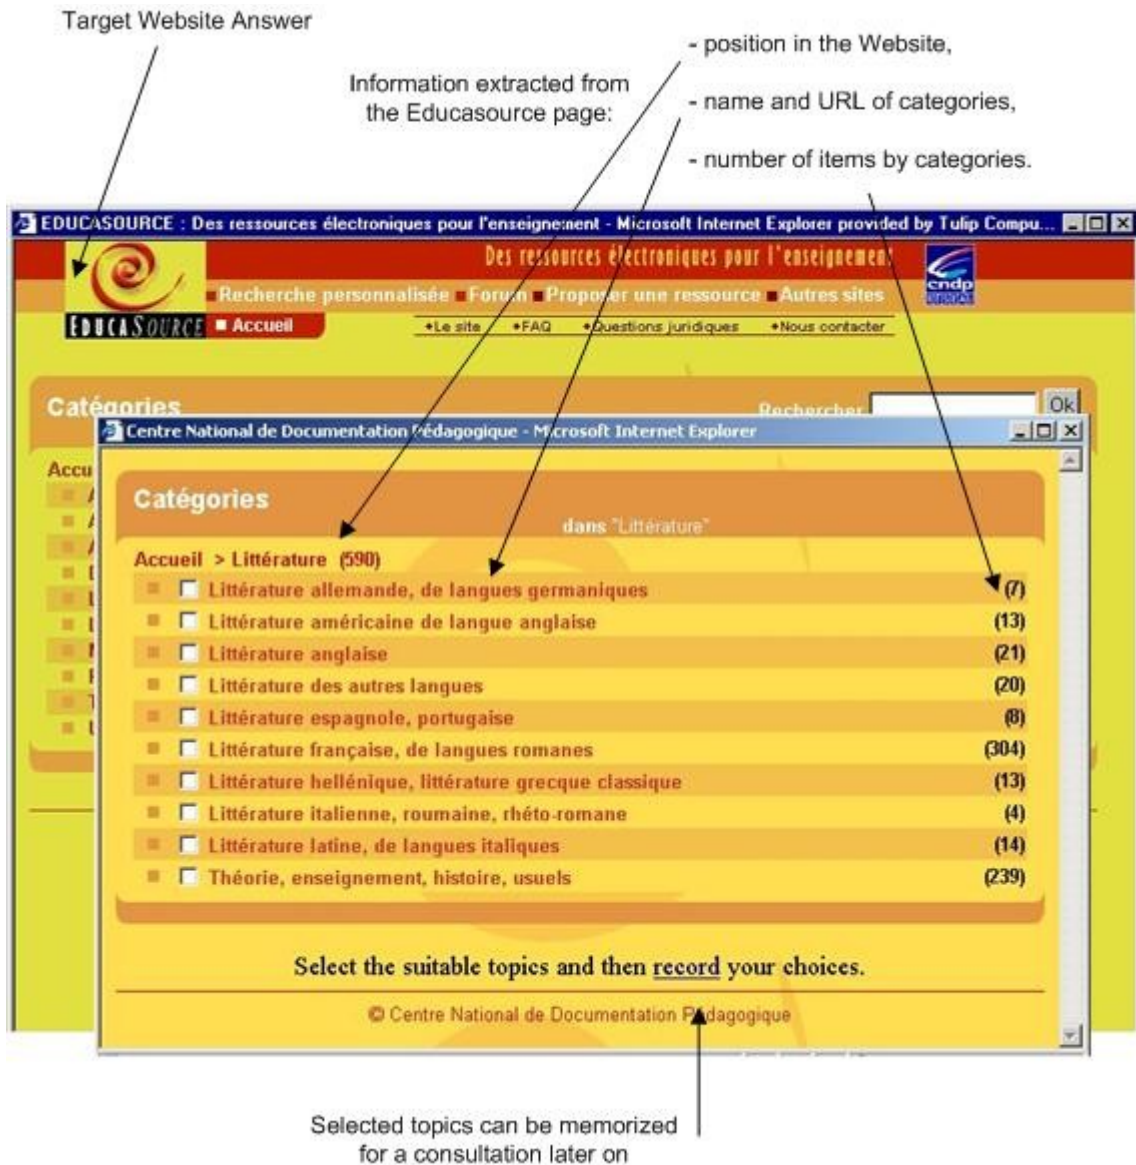 Target Website Answer
Information extracted from
the Educasource page:
- position in the Website,
- name and URL of categories,
- number of items by categories.
EDUCASOURCE : Des ressources électroniques pour l'enseignement - Microsoft Internet Explorer provided by Tulip Compu...
Des ressources électroniques pour l'enseignement
cndp
Recherche personnalisée Forum Proposer une ressource Autres sites
EDUCASOURCE Accueil
Le site FAQ Questions juridiques Nous contacter
Catégories
Rechercher Ok
Accu
Centre National de Documentation Pédagogique - Microsoft Internet Explorer
Catégories
dans "Littérature"
Accueil > Littérature (590)
Littérature allemande, de langues germaniques (7)
Littérature américaine de langue anglaise (13)
Littérature anglaise (21)
Littérature des autres langues (20)
Littérature espagnole, portugaise (8)
Littérature française, de langues romanes (304)
Littérature hellénique, littérature grecque classique (13)
Littérature italienne, roumaine, rhéto-romane (4)
Littérature latine, de langues italiques (14)
Théorie, enseignement, histoire, usuels (239)
Select the suitable topics and then record your choices.
© Centre National de Documentation Pédagogique
Selected topics can be memorized
for a consultation later on